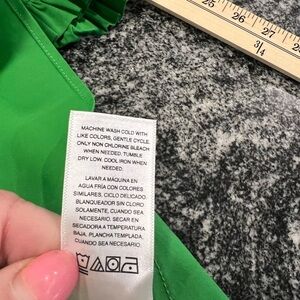 25 26 27
3/4
MACHINE WASH COLD WITH
LIKE COLORS, GENTLE CYCLE.
ONLY NON CHLORINE BLEACH
WHEN NEEDED. TUMBLE
DRY LOW. COOL IRON WHEN
NEEDED.
LAVAR A MÁQUINA EN
AGUA FRÍA CON COLORES
SIMILARES, CICLO DELICADO.
BLANQUEADOR SIN CLORO
SOLAMENTE, CUANDO SEA
NECESARIO. SECAR EN
SECADORA A TEMPERATURA
BAJA. PLANCHA TEMPLADA,
CUANDO SEA NECESARIO.